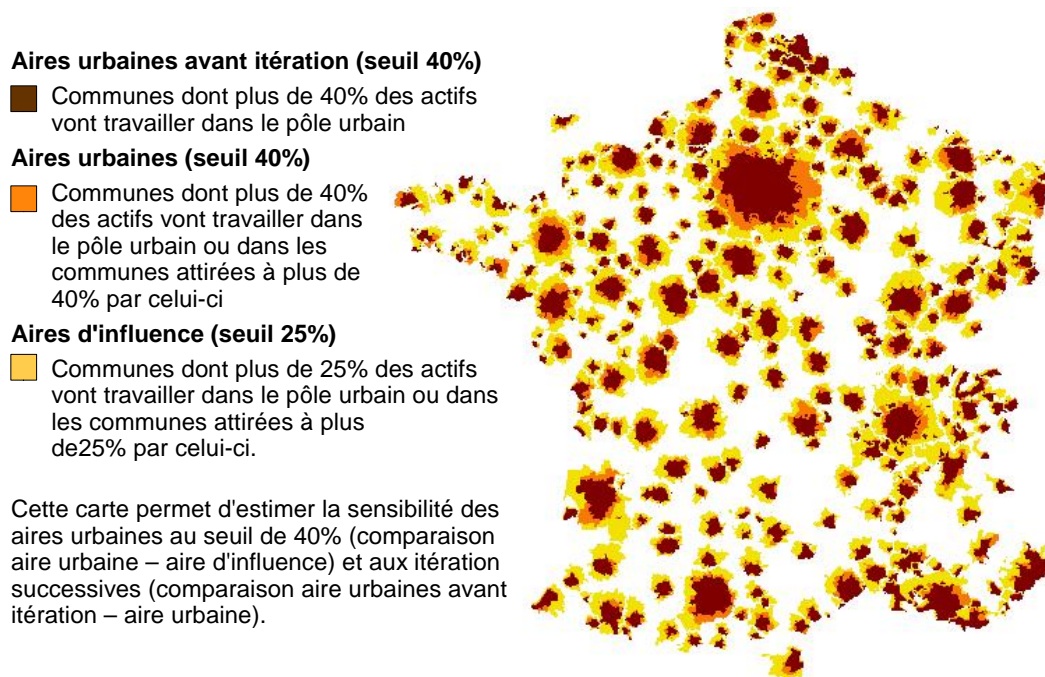 Aires urbaines avant itération (seuil 40%)
Communes dont plus de 40% des actifs
vont travailler dans le pôle urbain
Aires urbaines (seuil 40%)
Communes dont plus de 40%
des actifs vont travailler dans
le pôle urbain ou dans les
communes attirées à plus de
40% par celui-ci
Aires d'influence (seuil 25%)
Communes dont plus de 25% des actifs
vont travailler dans le pôle urbain ou dans
les communes attirées à plus
de25% par celui-ci.
Cette carte permet d'estimer la sensibilité des
aires urbaines au seuil de 40% (comparaison
aire urbaine – aire d'influence) et aux itération
successives (comparaison aire urbaines avant
itération – aire urbaine).